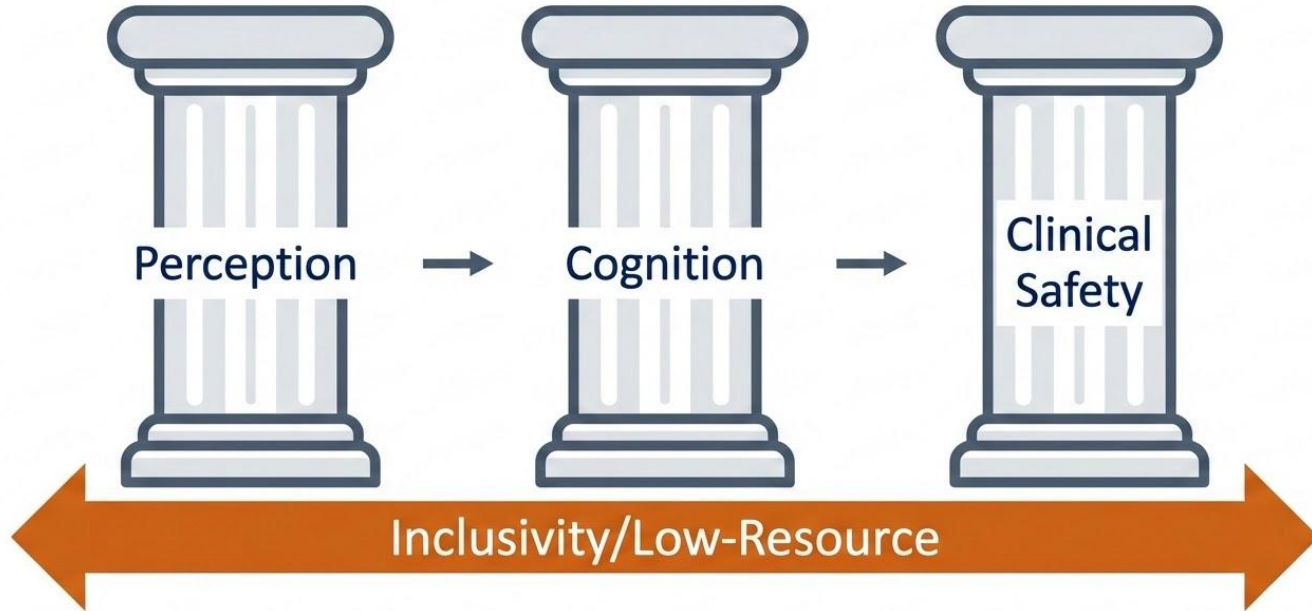 Perception
Cognition
Clinical
Safety
Inclusivity/Low-Resource